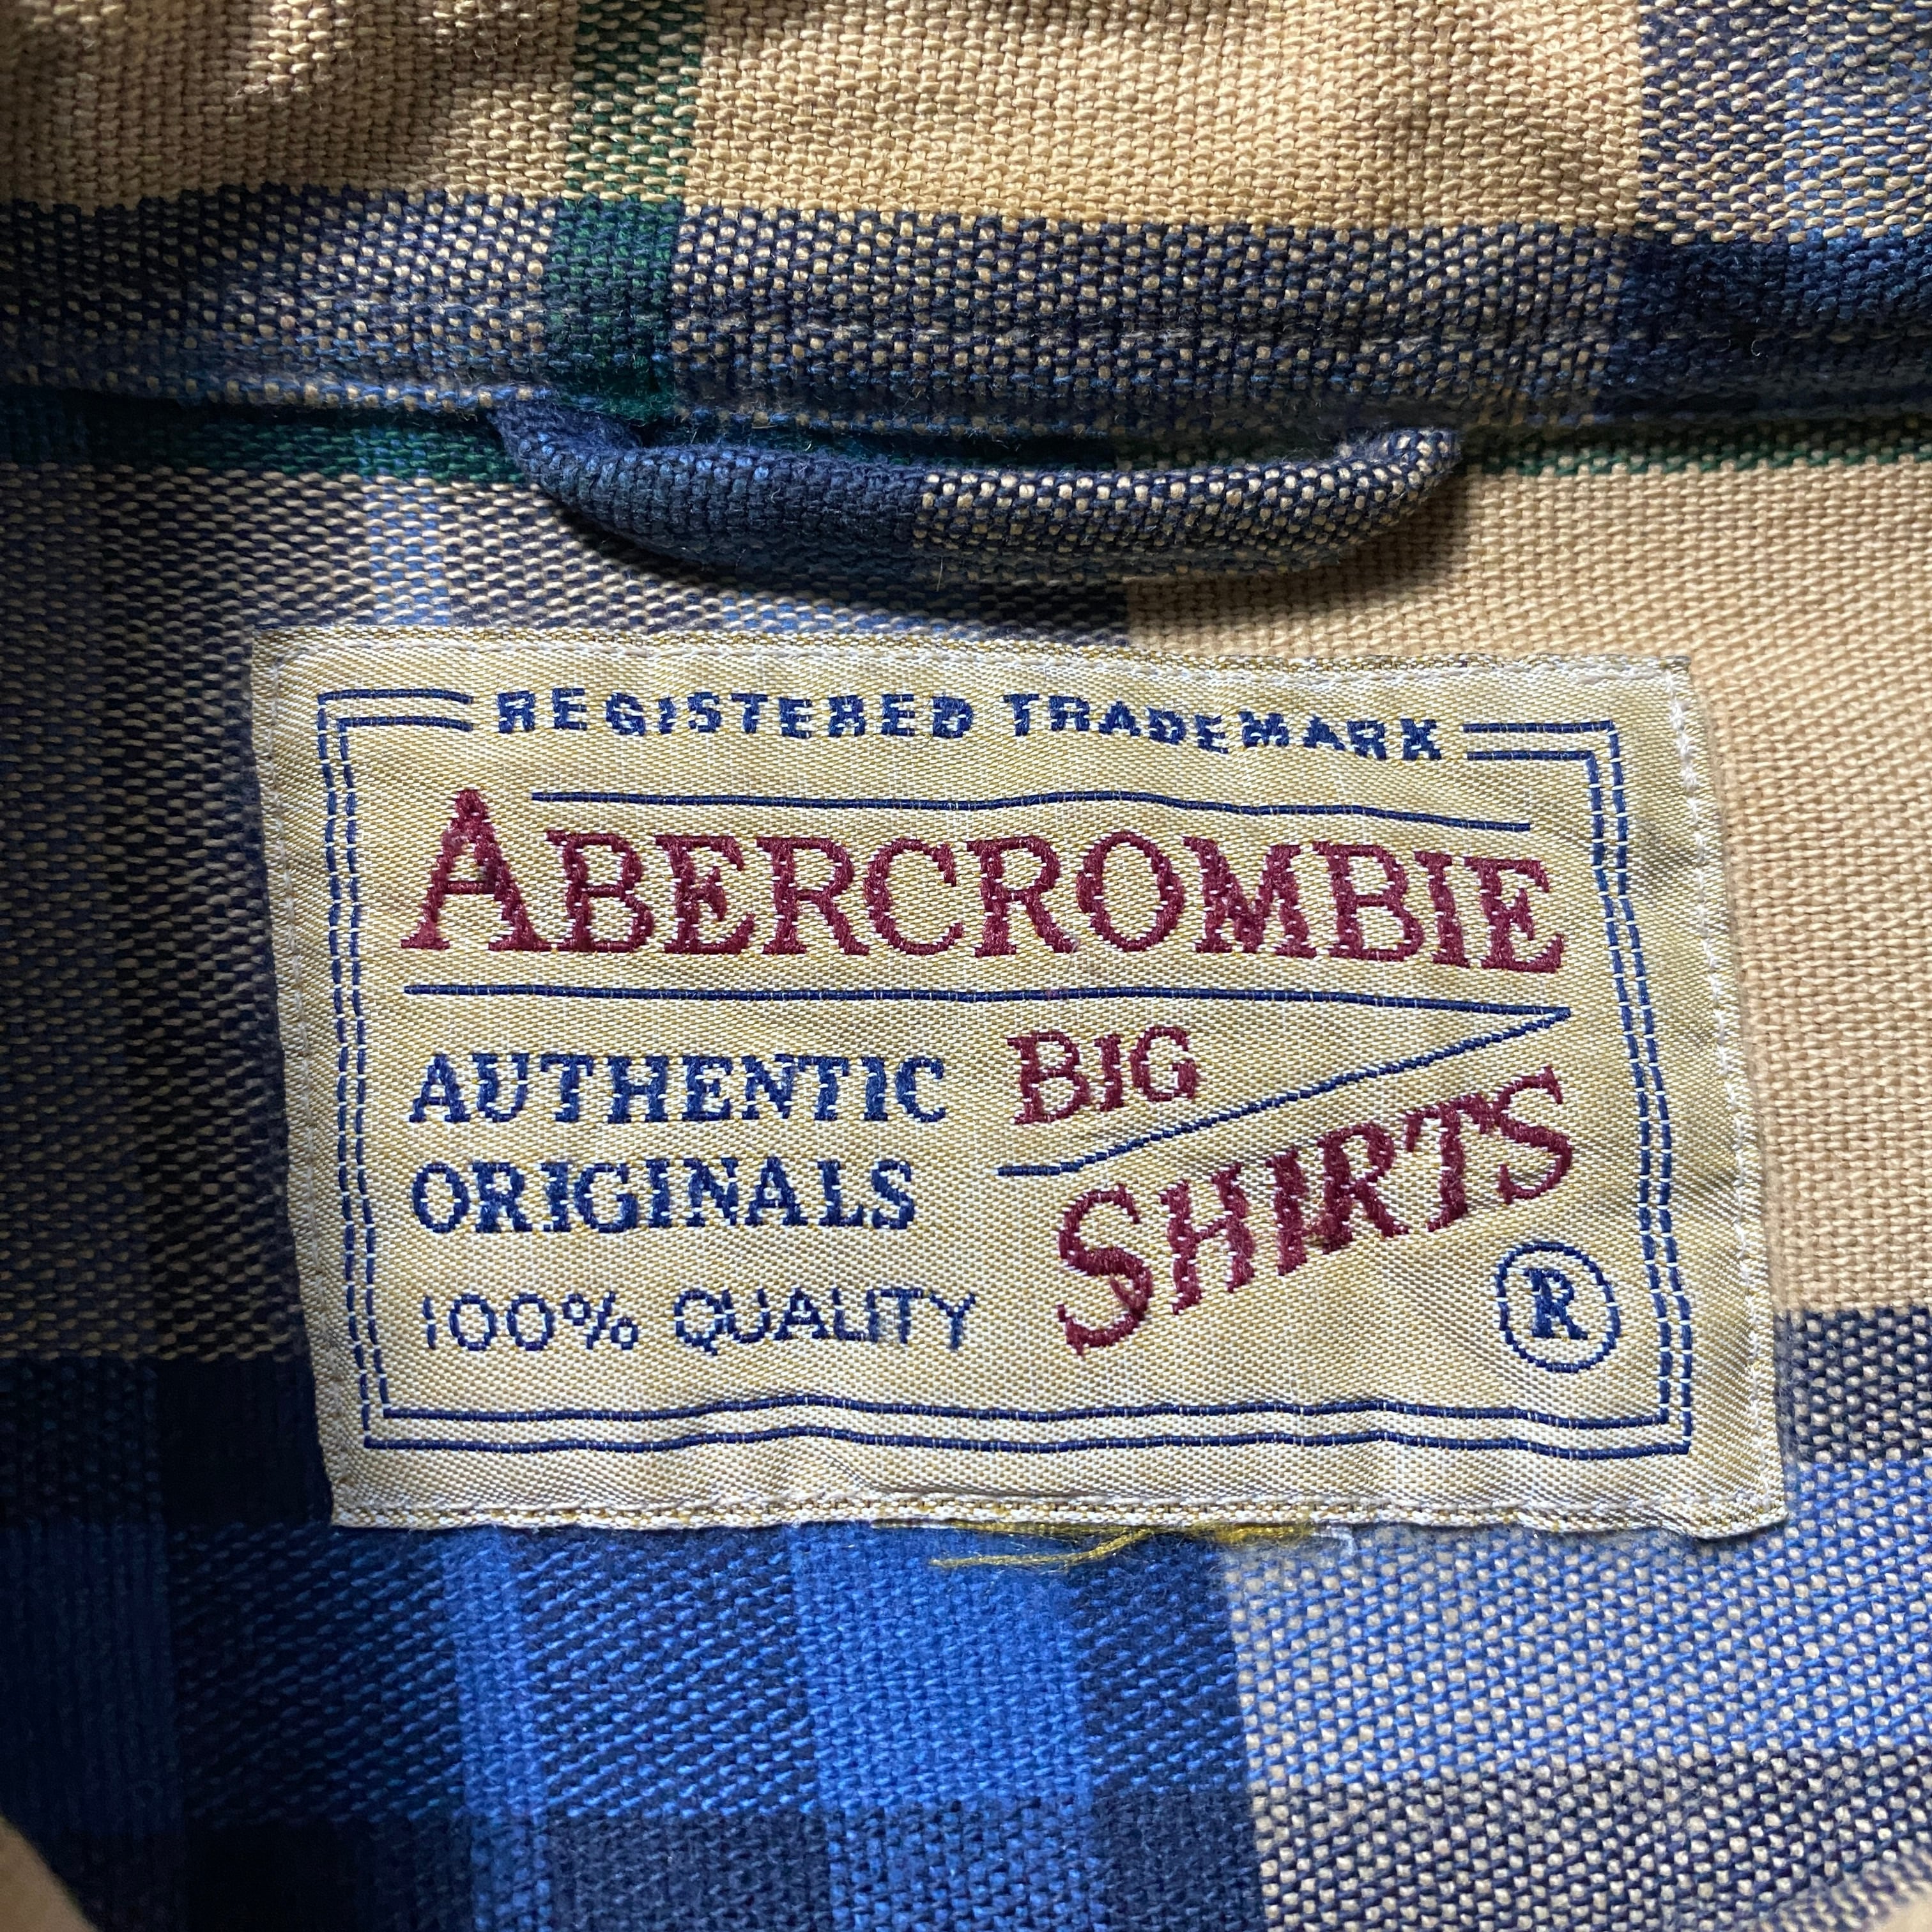 REGISTERED TRADEMARK
ABERCROMBIE
AUTHENTIC BIG
ORIGINALS SHIRTS
100% QUALITY ®